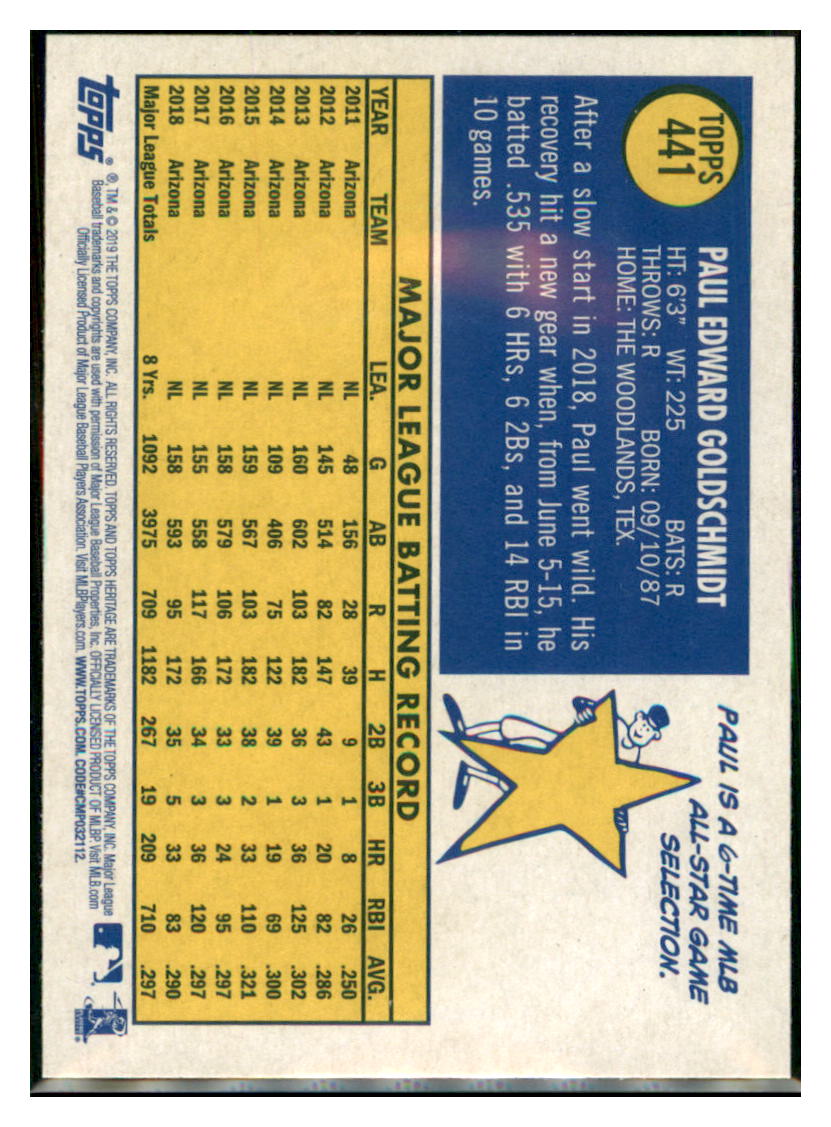 TOPPS
441
PAUL EDWARD GOLDSCHMIDT
HT: 6'3" WT: 225 BATS: R
THROWS: R BORN: 09/10/87
HOME: THE WOODLANDS, TEX.
After a slow start in 2018, Paul went wild. His
recovery hit a new gear when, from June 5-15, he
batted .535 with 6 HRs, 6 2Bs, and 14 RBI in
10 games.
PAUL IS A 6-TIME MLB
ALL-STAR GAME
SELECTION.
MAJOR LEAGUE BATTING RECORD
YEAR TEAM LEA. G AB R H 2B 3B HR RBI AVG.
2011 Arizona NL 48 156 28 39 9 1 8 26 .250
2012 Arizona NL 145 514 82 147 43 1 20 82 .286
2013 Arizona NL 160 602 103 182 36 3 36 125 .302
2014 Arizona NL 109 406 75 122 39 1 19 69 .300
2015 Arizona NL 159 567 103 182 38 2 33 110 .321
2016 Arizona NL 158 579 106 172 33 3 24 95 .297
2017 Arizona NL 155 558 117 166 34 3 36 120 .297
2018 Arizona NL 158 593 95 172 35 5 33 83 .290
Major League Totals 8 Yrs. 1092 3975 709 1182 267 19 209 710 .297
topps
®, TM & © 2019 THE TOPPS COMPANY, INC. ALL RIGHTS RESERVED. TOPPS AND TOPPS HERITAGE ARE TRADEMARKS OF THE TOPPS COMPANY, INC. Major League
Baseball trademarks and copyrights are used with permission of Major League Baseball Properties, Inc. OFFICIALLY LICENSED PRODUCT OF MLBP. Visit MLB.com
Officially Licensed Product of Major League Baseball Players Association. Visit MLBPlayers.com. WWW.TOPPS.COM. CODE#CMP032112.